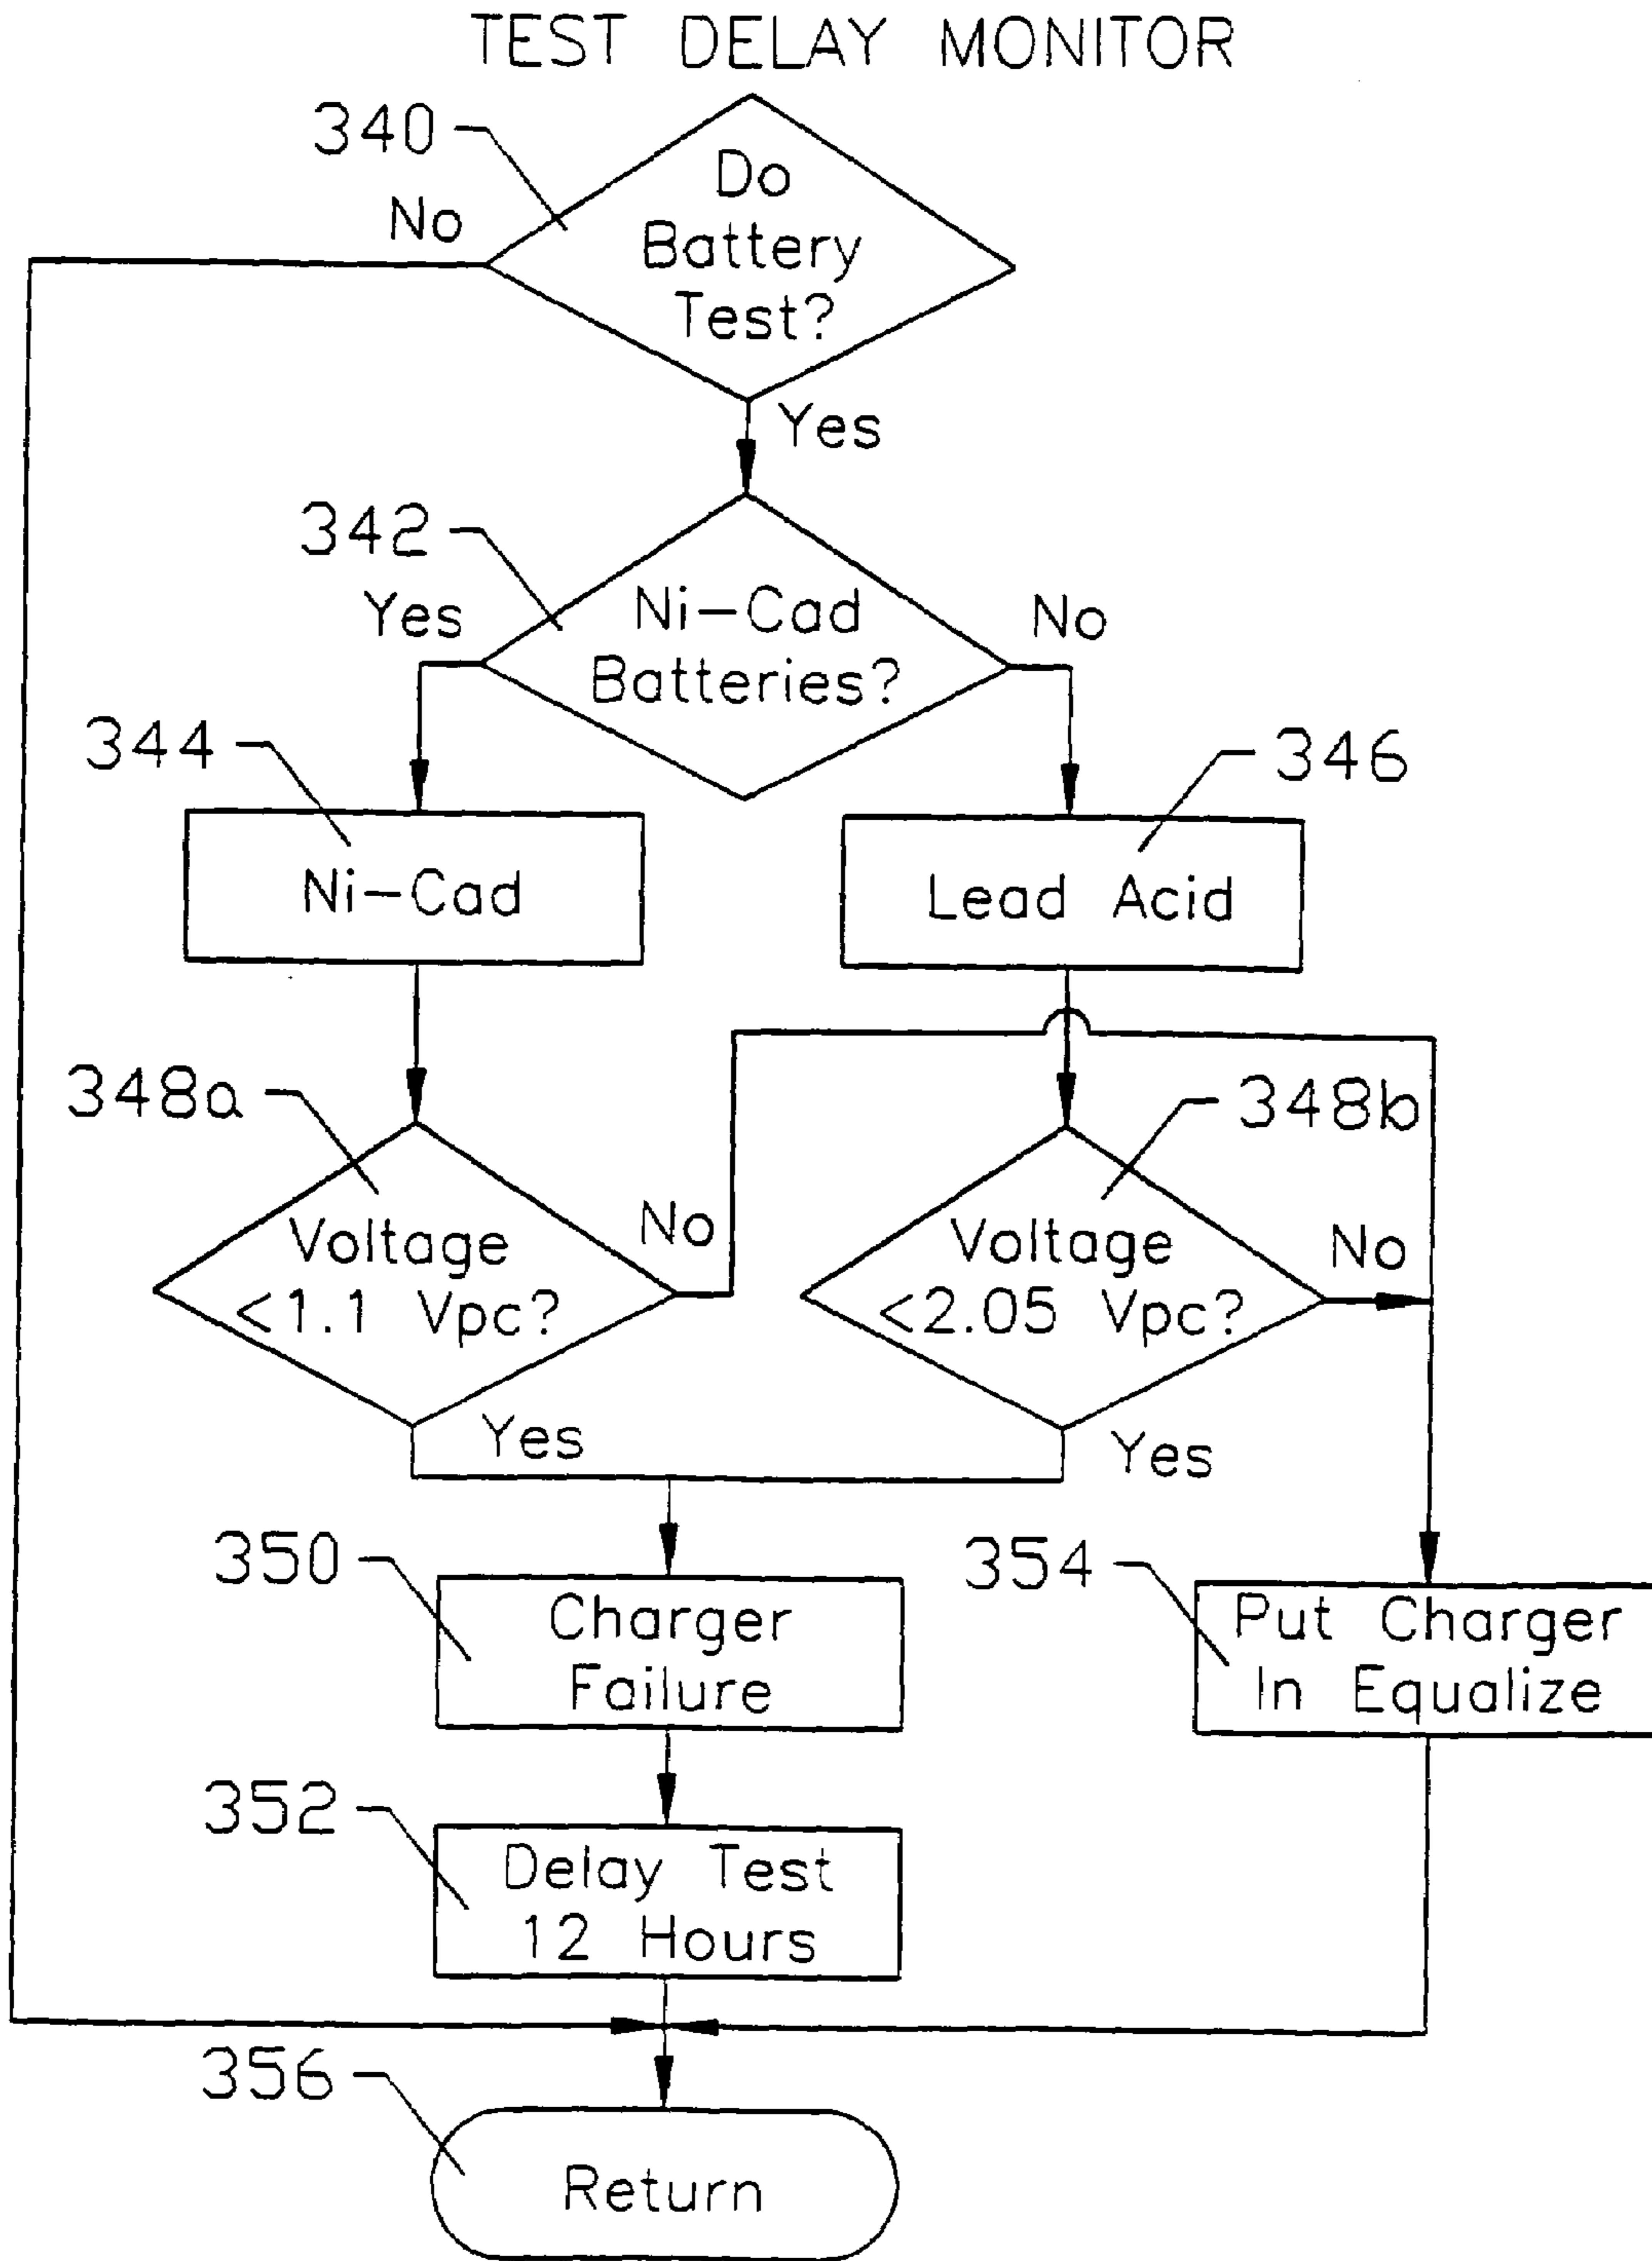 TEST DELAY MONITOR
340
Do
Battery
Test?
No
Yes
342
Ni-Cad
Batteries?
Yes
No
344
346
Ni-Cad
Lead Acid
348a
348b
Voltage
<1.1 Vpc?
No
Voltage
<2.05 Vpc?
No
Yes
Yes
350
Charger
Failure
354
Put Charger
In Equalize
352
Delay Test
12 Hours
356
Return